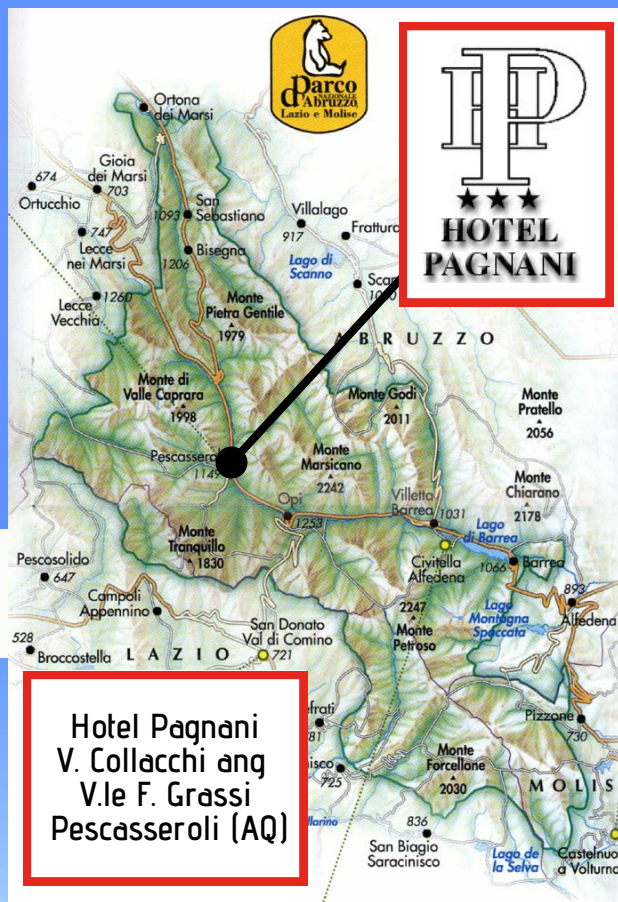 Parco
NAZIONALE
d'Abruzzo,
Lazio e Molise
HOTEL
PAGNANI
Ortona
dei Marsi
Gioia
dei Marsi
703
674
Ortucchio
San
Sebastiano
1093
Villalago
917
Frattura
747
Lecce
nei Marsi
Bisegna
1206
Lago di
Scanno
1260
Lecce
Vecchia
Monte
Pietra Gentile
1979
ABRUZZO
Monte di
Valle Caprara
1998
Monte Godi
2011
Monte
Pratello
2056
1149
Monte
Marsicano
2242
Monte
Chiarano
2178
Opi
1253
Villetta
Barrea
1031
Lago
di Barrea
Monte
Tranquillo
1830
Civitella
Alfedena
1066
Barrea
Pescosolido
647
893
Alfedena
Campoli
Appennino
2247
Monte
Petroso
Lago
Montagna
Spaccata
San Donato
Val di Comino
721
528
Broccostella
LAZIO
Pizzone
730
Hotel Pagnani
V. Collacchi ang
V.le F. Grassi
Pescasseroli (AQ)
725
Monte
Forcellone
2030
836
San Biagio
Saracinisco
Lago de
la Selva
Castelnuo
a Volturno